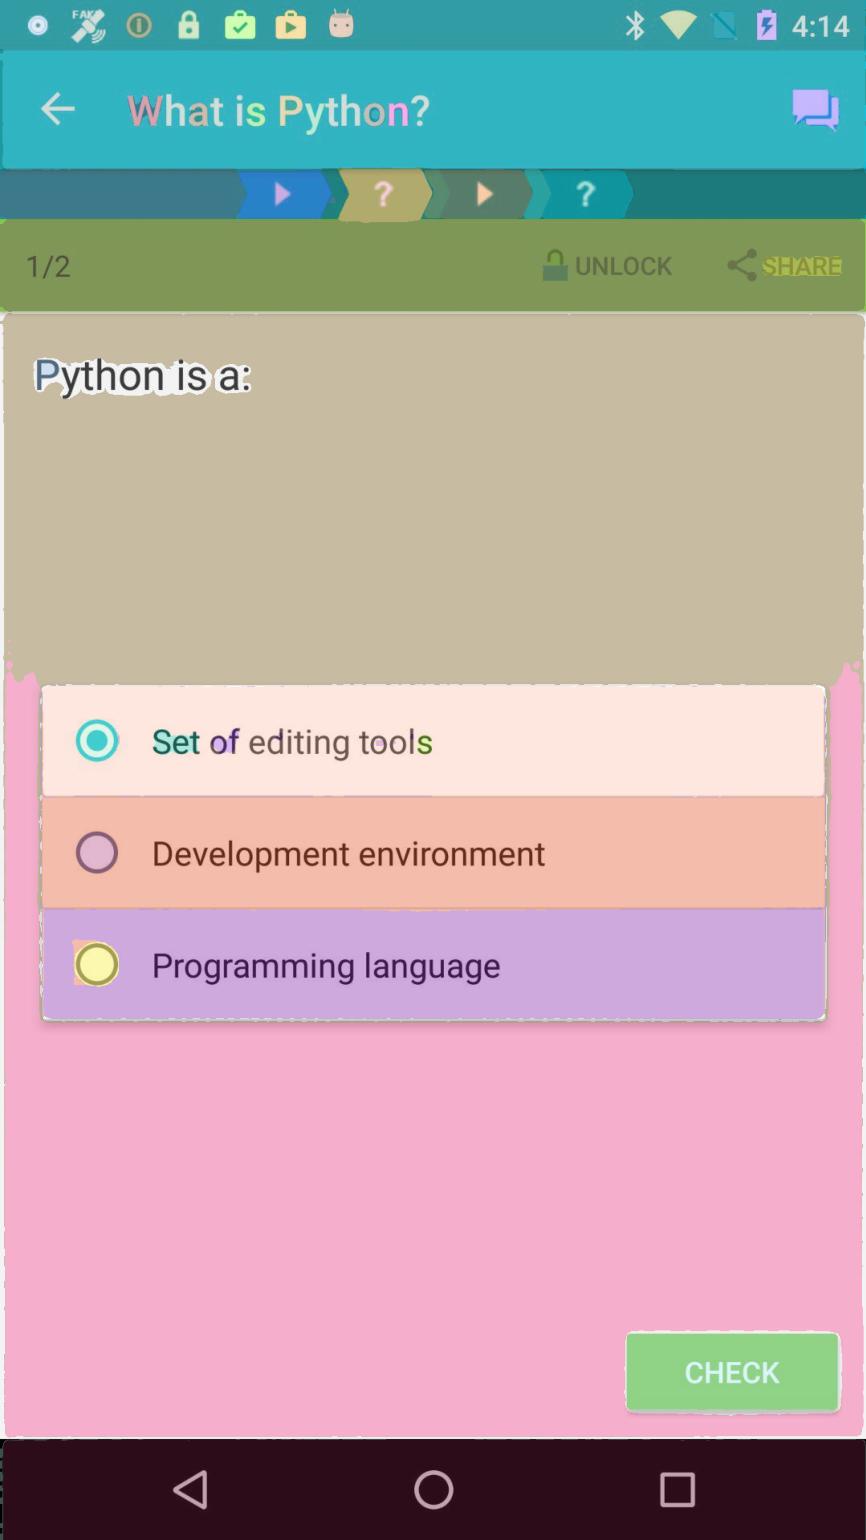 FAKE
4:14
What is Python?
?
?
1/2
UNLOCK
SHARE
Python is a:
Set of editing tools
Development environment
Programming language
CHECK